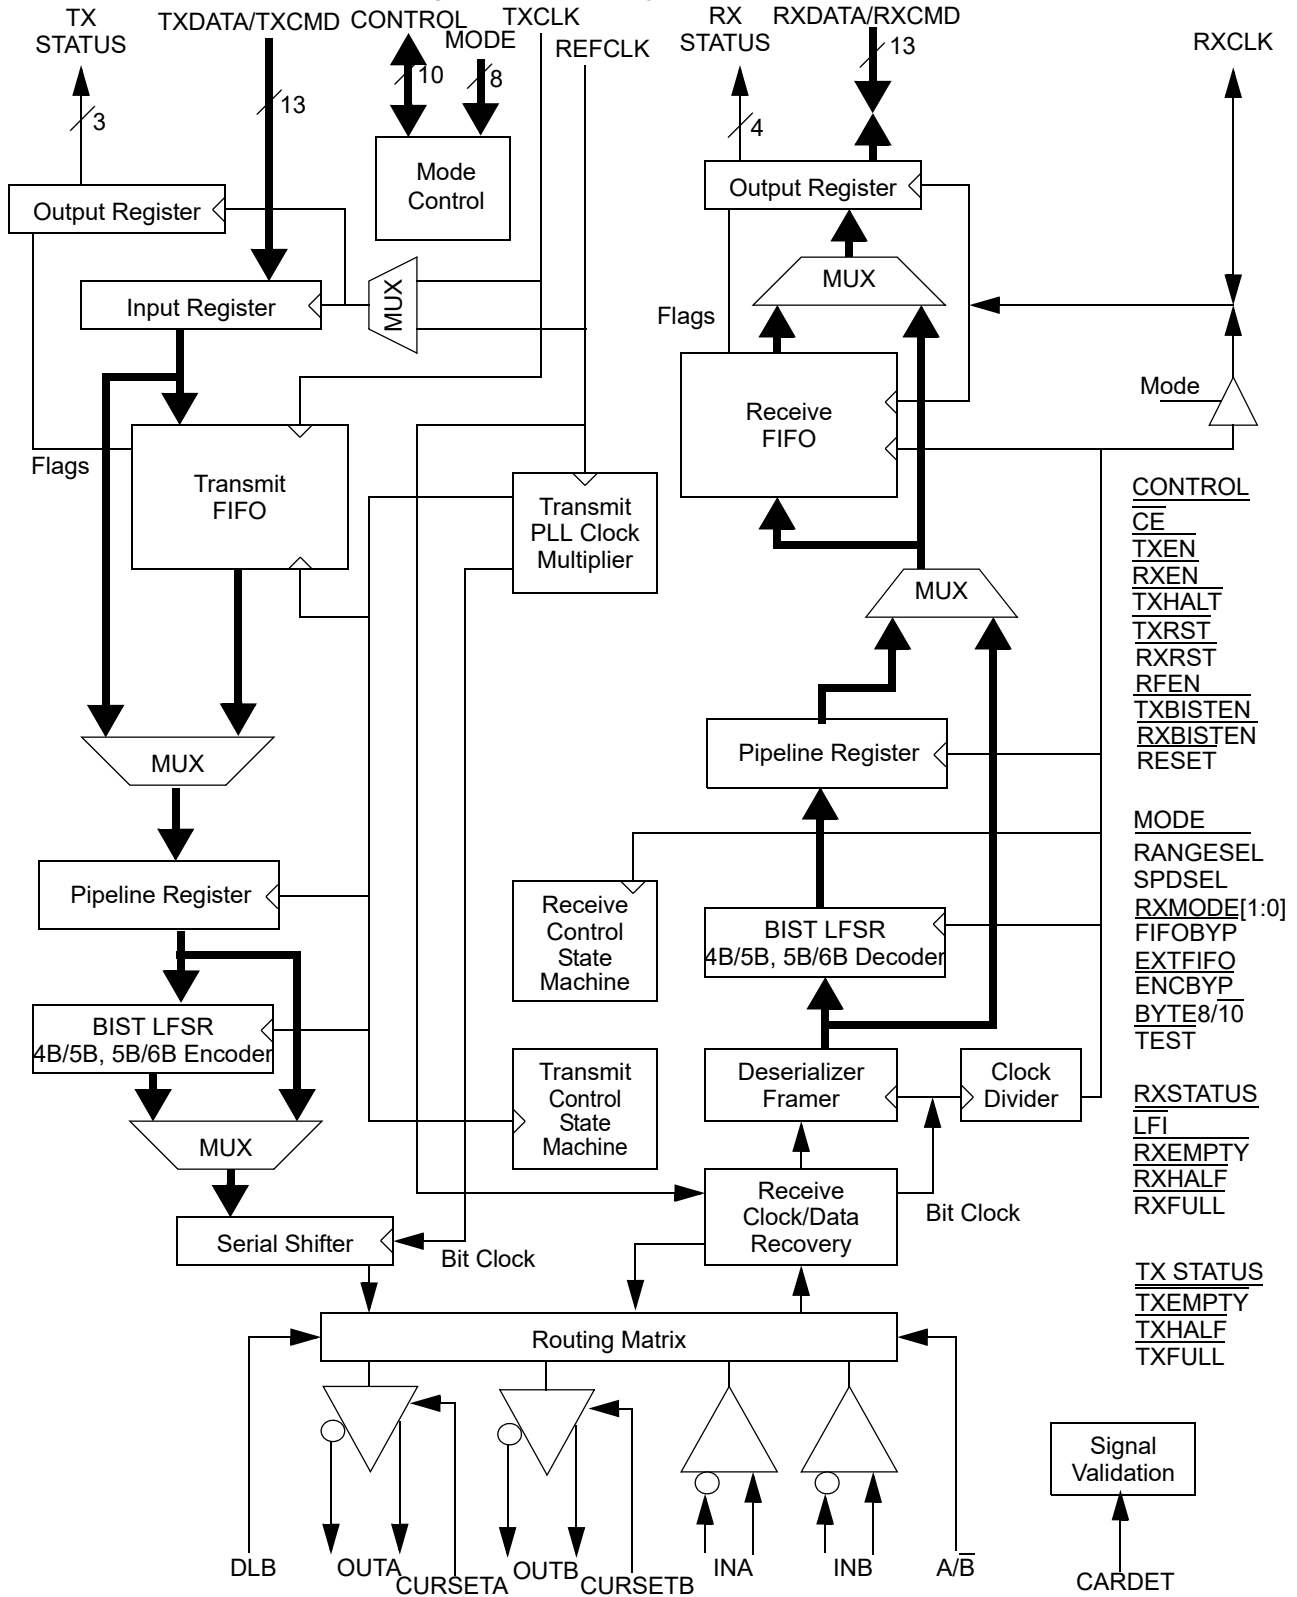 TX
STATUS
TXDATA/TXCMD
CONTROL
MODE
TXCLK
REFCLK
RX
STATUS
RXDATA/RXCMD
RXCLK
3
13
10
8
4
13
Mode
Control
Output Register
Output Register
Input Register
MUX
MUX
Flags
Flags
Mode
Transmit
FIFO
Transmit
PLL Clock
Multiplier
Receive
FIFO
MUX
MUX
Pipeline Register
Pipeline Register
Receive
Control
State
Machine
BIST LFSR
4B/5B, 5B/6B Decoder
BIST LFSR
4B/5B, 5B/6B Encoder
Transmit
Control
State
Machine
Deserializer
Framer
Clock
Divider
MUX
Receive
Clock/Data
Recovery
Bit Clock
Serial Shifter
Bit Clock
Routing Matrix
DLB
OUTA
CURSETA
OUTB
CURSETB
INA
INB
A/B
Signal
Validation
CARDET
CONTROL
CE
TXEN
RXEN
TXHALT
TXRST
RXRST
RFEN
TXBISTEN
RXBISTEN
RESET
MODE
RANGESEL
SPDSEL
RXMODE[1:0]
FIFOBYP
EXTFIFO
ENCBYP
BYTE8/10
TEST
RXSTATUS
LFI
RXEMPTY
RXHALF
RXFULL
TX STATUS
TXEMPTY
TXHALF
TXFULL